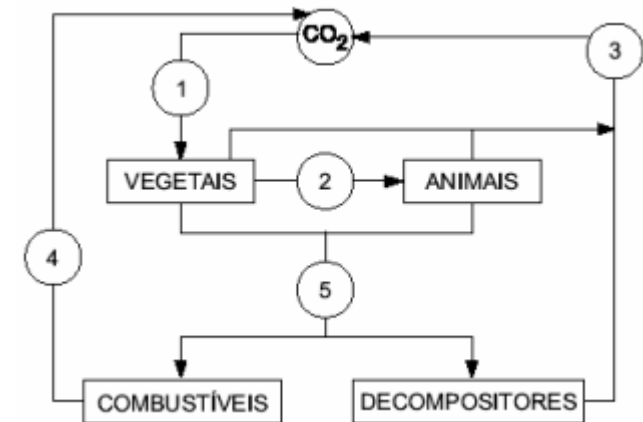 CO₂
3
1
VEGETAIS
2
ANIMAIS
4
5
COMBUSTÍVEIS
DECOMPOSITORES